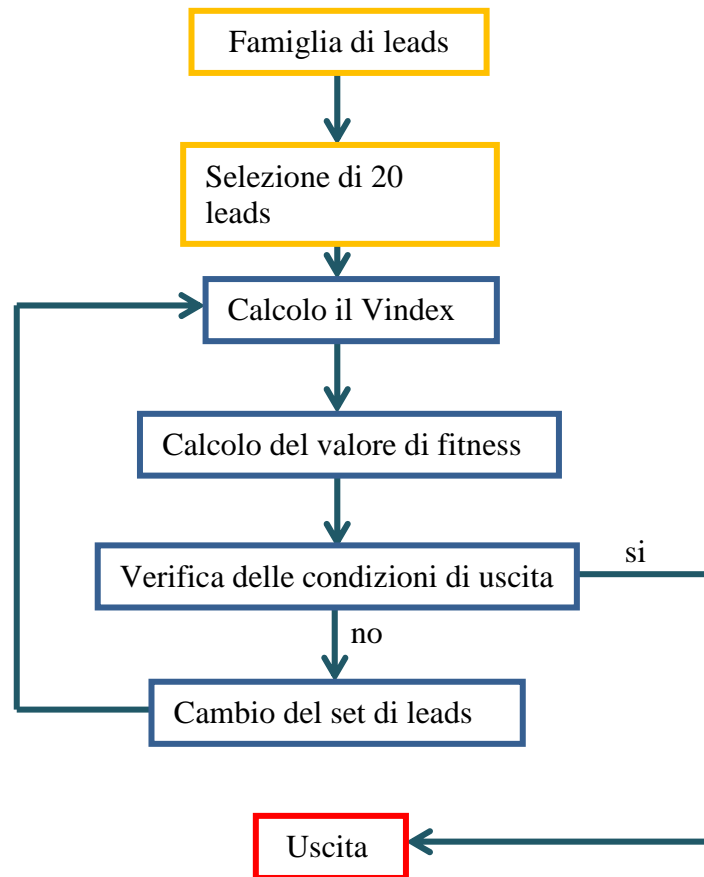 Famiglia di leads
Selezione di 20
leads
Calcolo il Vindex
Calcolo del valore di fitness
Verifica delle condizioni di uscita
si
no
Cambio del set di leads
Uscita